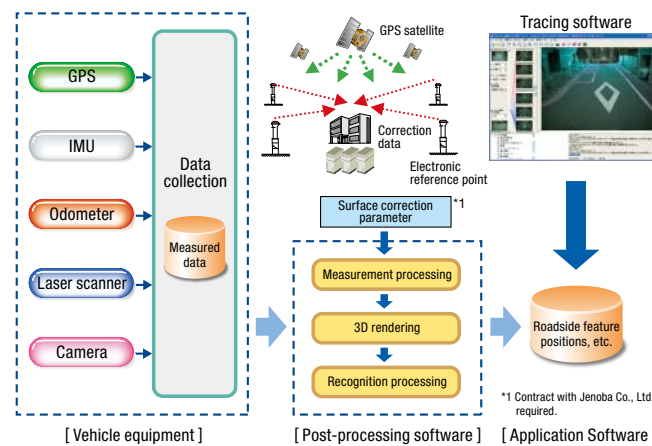 GPS
IMU
Odometer
Laser scanner
Camera
Data
collection
Measured
data
[ Vehicle equipment ]
GPS satellite
Correction
data
Electronic
reference point
Surface correction
parameter
*1
Measurement processing
3D rendering
Recognition processing
[ Post-processing software ]
Tracing software
Roadside feature
positions, etc.
*1 Contract with Jenoba Co., Ltd
required.
[ Application Software ]